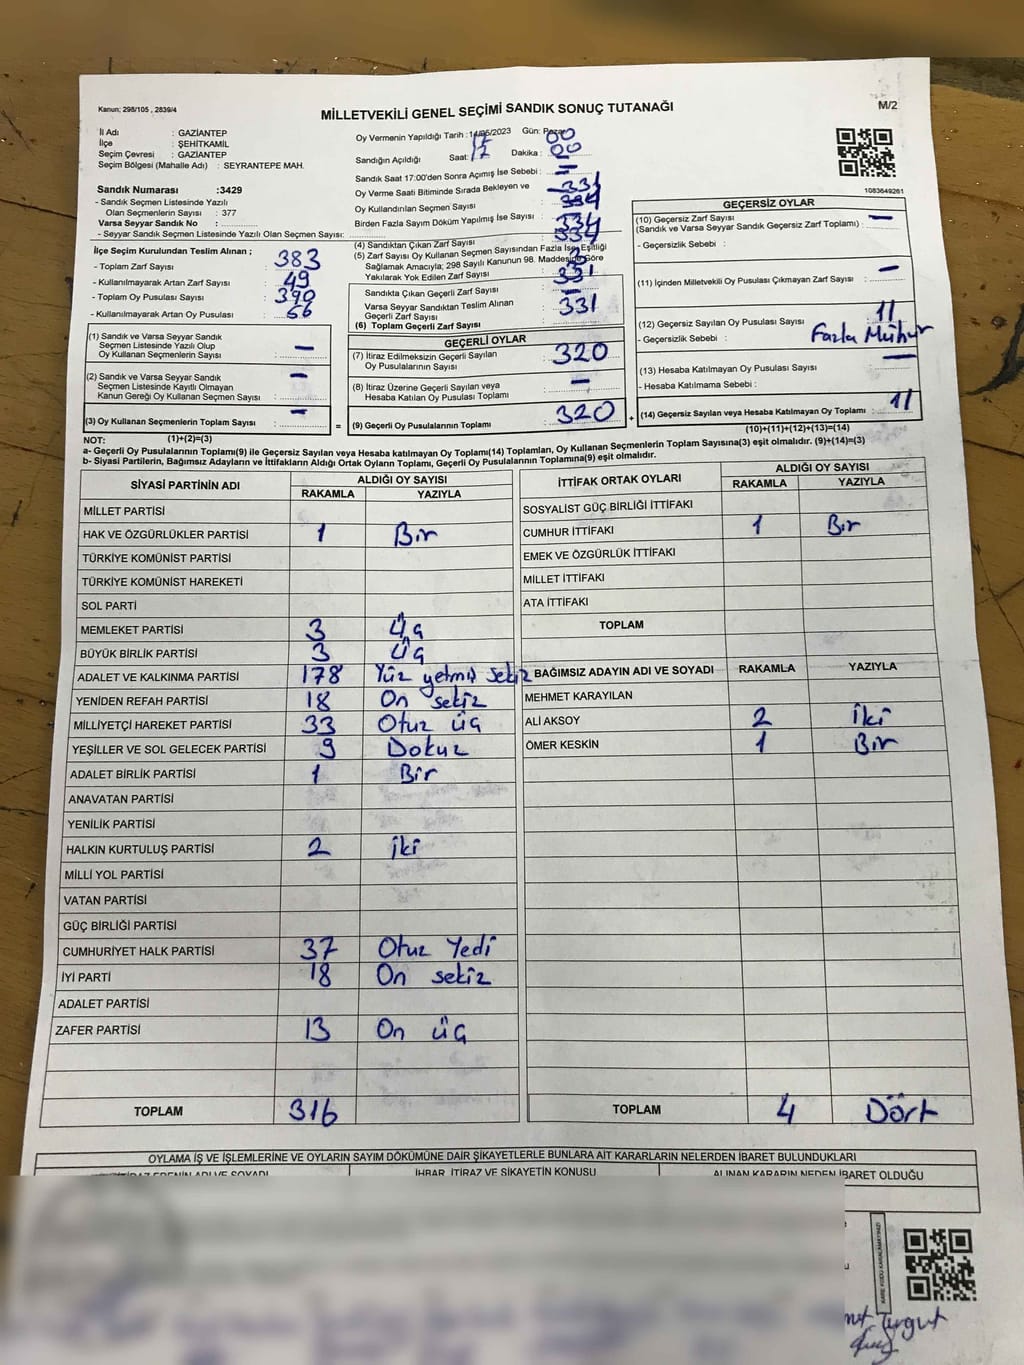 Kanun; 298/105 , 2839/4
MİLLETVEKİLİ GENEL SEÇİMİ SANDIK SONUÇ TUTANAĞI
M/2
İl Adı : GAZİANTEP
İlçe : ŞEHİTKAMİL
Seçim Çevresi : GAZİANTEP
Seçim Bölgesi (Mahalle Adı) : SEYRANTEPE MAH.
Sandık Numarası :3429
- Sandık Seçmen Listesinde Yazılı
Olan Seçmenlerin Sayısı : 377
Varsa Seyyar Sandık No :
- Seyyar Sandık Seçmen Listesinde Yazılı Olan Seçmen Sayısı:
Oy Vermenin Yapıldığı Tarih : 14/05/2023 Gün: Pazar
Sandığın Açıldığı Saat: 17 Dakika : 00
Sandık Saat 17:00'den Sonra Açımış İse Sebebi : —
Oy Verme Saati Bitiminde Sırada Bekleyen ve
Oy Kullandırılan Seçmen Sayısı
Birden Fazla Sayım Döküm Yapılmış İse Sayısı :
1083649261
İlçe Seçim Kurulundan Teslim Alınan ;
- Toplam Zarf Sayısı : 383
- Kullanılmayarak Artan Zarf Sayısı : 49
- Toplam Oy Pusulası Sayısı : 390
- Kullanılmayarak Artan Oy Pusulası : 56
(4) Sandıktan Çıkan Zarf Sayısı : 334
(5) Zarf Sayısı Oy Kullanan Seçmen Sayısından Fazla İse, Eşitliği
Sağlamak Amacıyla; 298 Sayılı Kanunun 98. Maddesine Göre
Yakılarak Yok Edilen Zarf Sayısı : 3
Sandıkta Çıkan Geçerli Zarf Sayısı : 331
Varsa Seyyar Sandıktan Teslim Alınan
Geçerli Zarf Sayısı :
(6) Toplam Geçerli Zarf Sayısı : 331
(1) Sandık ve Varsa Seyyar Sandık
Seçmen Listesinde Yazılı Olup
Oy Kullanan Seçmenlerin Sayısı : —
(2) Sandık ve Varsa Seyyar Sandık
Seçmen Listesinde Kayıtlı Olmayan
Kanun Gereği Oy Kullanan Seçmen Sayısı : —
(3) Oy Kullanan Seçmenlerin Toplam Sayısı : —
(1)+(2)=(3)
=
GEÇERLİ OYLAR
(7) İtiraz Edilmeksizin Geçerli Sayılan
Oy Pusulalarının Sayısı : 320
(8) İtiraz Üzerine Geçerli Sayılan veya
Hesaba Katılan Oy Pusulası Toplamı : —
(9) Geçerli Oy Pusulalarının Toplamı : 320
+
GEÇERSİZ OYLAR
(10) Geçersiz Zarf Sayısı
(Sandık ve Varsa Seyyar Sandık Geçersiz Zarf Toplamı) : —
- Geçersizlik Sebebi :
(11) İçinden Milletvekili Oy Pusulası Çıkmayan Zarf Sayısı : —
(12) Geçersiz Sayılan Oy Pusulası Sayısı : 11
- Geçersizlik Sebebi : Fazla Mühür
(13) Hesaba Katılmayan Oy Pusulası Sayısı : —
- Hesaba Katılmama Sebebi :
(14) Geçersiz Sayılan veya Hesaba Katılmayan Oy Toplamı : 11
(10)+(11)+(12)+(13)=(14)
NOT:
a- Geçerli Oy Pusulalarının Toplamı(9) ile Geçersiz Sayılan veya Hesaba katılmayan Oy Toplamı(14) Toplamları, Oy Kullanan Seçmenlerin Toplam Sayısına(3) eşit olmalıdır. (9)+(14)=(3)
b- Siyasi Partilerin, Bağımsız Adayların ve İttifakların Aldığı Ortak Oyların Toplamı, Geçerli Oy Pusulalarının Toplamına(9) eşit olmalıdır.
SİYASİ PARTİNİN ADI ALDIĞI OY SAYISI
RAKAMLA YAZIYLA
MİLLET PARTİSİ
HAK VE ÖZGÜRLÜKLER PARTİSİ 1 Bir
TÜRKİYE KOMÜNİST PARTİSİ
TÜRKİYE KOMÜNİST HAREKETİ
SOL PARTİ
MEMLEKET PARTİSİ 3 Üç
BÜYÜK BİRLİK PARTİSİ 3 Üç
ADALET VE KALKINMA PARTİSİ 178 Yüz yetmiş sekiz
YENİDEN REFAH PARTİSİ 18 On sekiz
MİLLİYETÇİ HAREKET PARTİSİ 33 Otuz üç
YEŞİLLER VE SOL GELECEK PARTİSİ 9 Dokuz
ADALET BİRLİK PARTİSİ 1 Bir
ANAVATAN PARTİSİ
YENİLİK PARTİSİ
HALKIN KURTULUŞ PARTİSİ 2 İki
MİLLİ YOL PARTİSİ
VATAN PARTİSİ
GÜÇ BİRLİĞİ PARTİSİ
CUMHURİYET HALK PARTİSİ 37 Otuz Yedi
İYİ PARTİ 18 On sekiz
ADALET PARTİSİ
ZAFER PARTİSİ 13 On üç
TOPLAM 316
İTTİFAK ORTAK OYLARI ALDIĞI OY SAYISI
RAKAMLA YAZIYLA
SOSYALİST GÜÇ BİRLİĞİ İTTİFAKI
CUMHUR İTTİFAKI 1 Bir
EMEK VE ÖZGÜRLÜK İTTİFAKI
MİLLET İTTİFAKI
ATA İTTİFAKI
TOPLAM
BAĞIMSIZ ADAYIN ADI VE SOYADI RAKAMLA YAZIYLA
MEHMET KARAYILAN
ALİ AKSOY 2 İki
ÖMER KESKİN 1 Bir
TOPLAM 4 Dört
OYLAMA İŞ VE İŞLEMLERİNE VE OYLARIN SAYIM DÖKÜMÜNE DAİR ŞİKAYETLERLE BUNLARA AİT KARARLARIN NELERDEN İBARET BULUNDUKLARI
İHBAR, İTİRAZ VE ŞİKAYETİN KONUSU
ALINAN KARARIN NEDEN İBARET OLDUĞU
Turgut